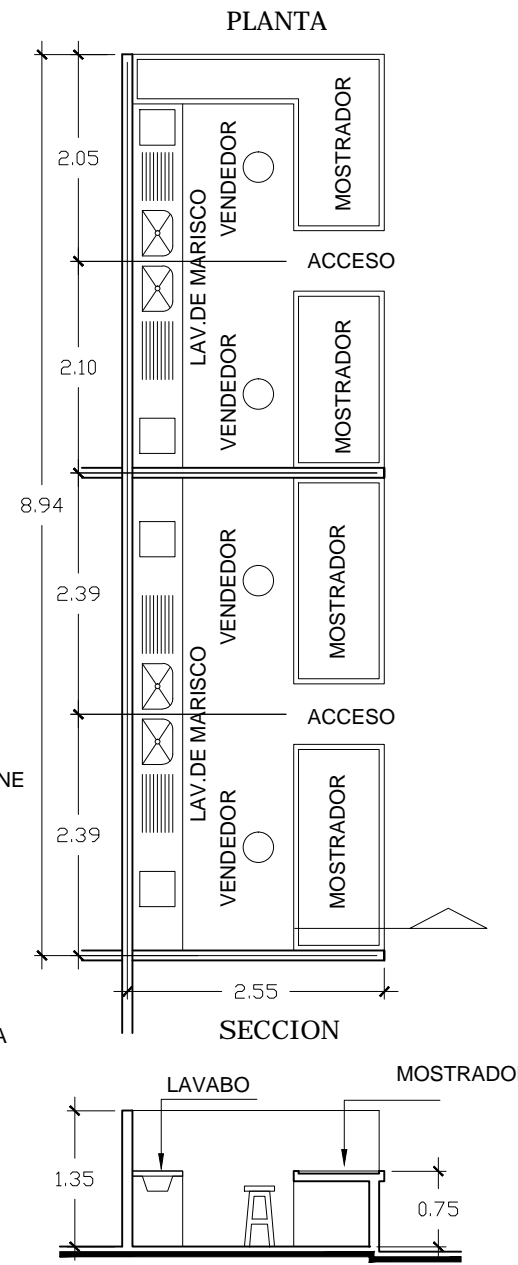 PLANTA
2.05
VENDEDOR
MOSTRADOR
LAV.DE MARISCO
ACCESO
2.10
VENDEDOR
MOSTRADOR
8.94
2.39
VENDEDOR
MOSTRADOR
LAV.DE MARISCO
ACCESO
NE
2.39
VENDEDOR
MOSTRADOR
2.55
A
SECCION
LAVABO
MOSTRADO
1.35
0.75